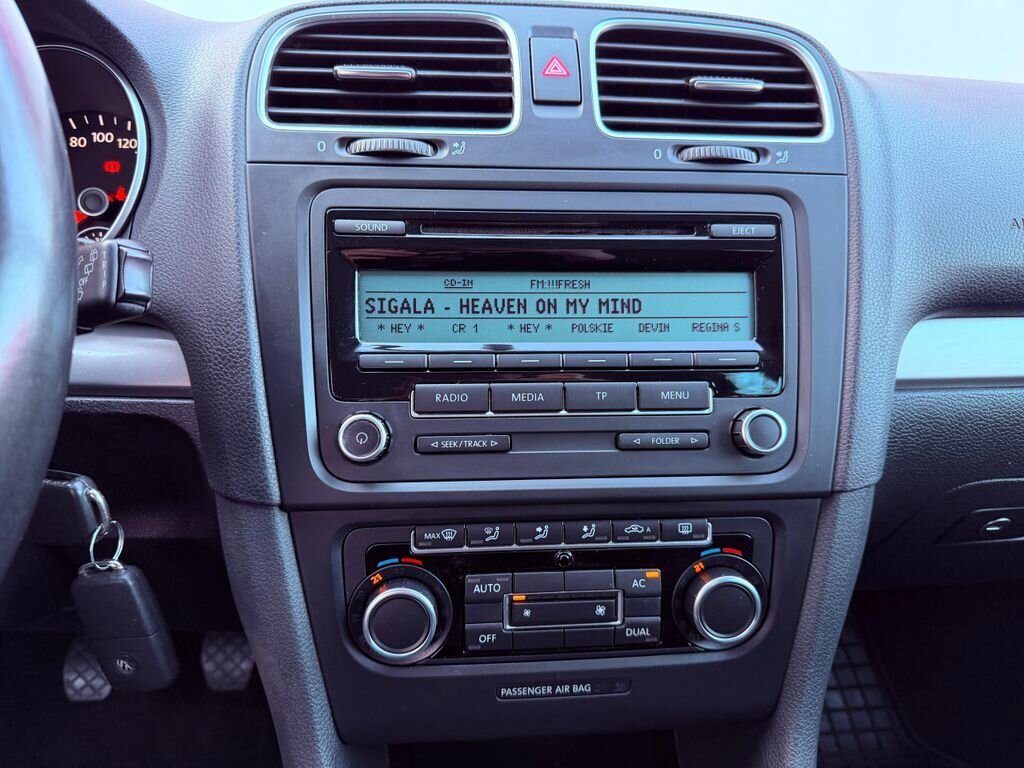 80 100 120
0
0
SOUND
EJECT
CD-IN FM:!!!FRESH
SIGALA - HEAVEN ON MY MIND
* HEY * CR 1 * HEY * POLSKIE DEVIN REGINA S
RADIO MEDIA TP MENU
SEEK/TRACK
FOLDER
MAX
A
21
21
AUTO
AC
OFF
DUAL
PASSENGER AIR BAG